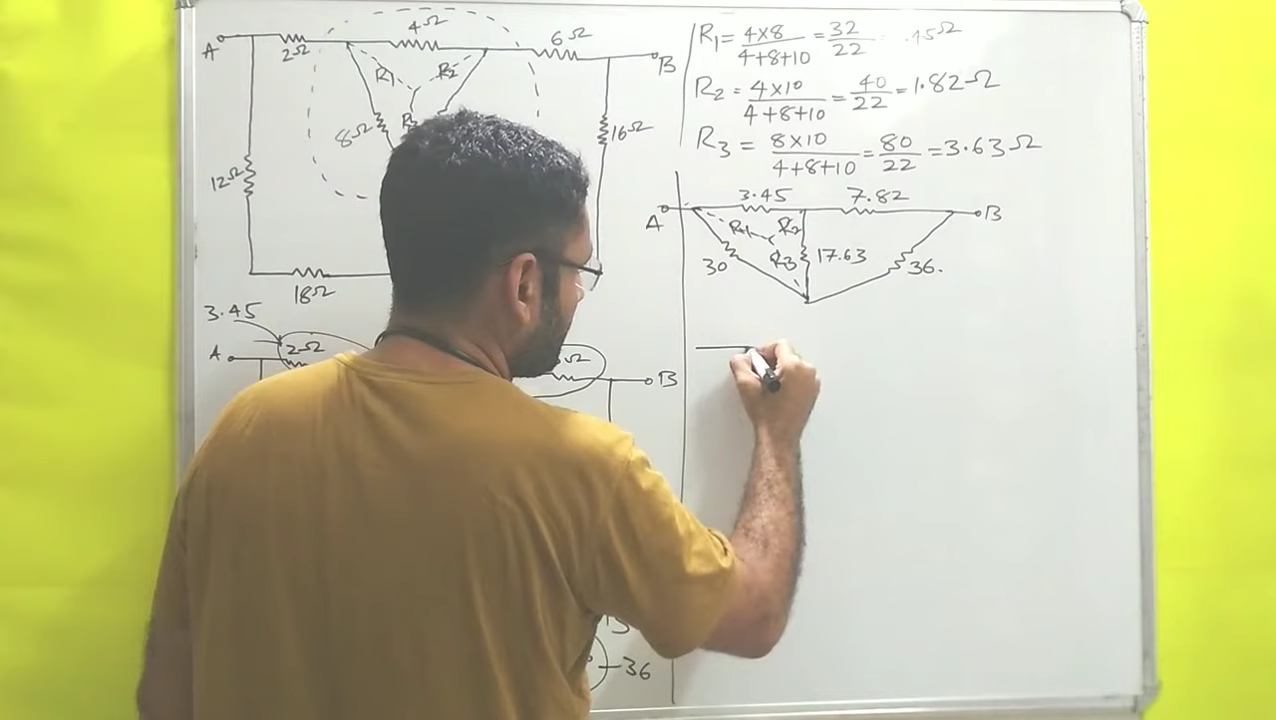 A 2Ω 4Ω 6Ω B
R1 R2
8Ω
16Ω
12Ω
18Ω
3.45
A 2Ω Ω B
36
R1 = 4×8 / 4+8+10 = 32 / 22 .45Ω
R2 = 4×10 / 4+8+10 = 40 / 22 = 1.82Ω
R3 = 8×10 / 4+8+10 = 80 / 22 = 3.63Ω
3.45 7.82
A B
R1 R2
30 R3 17.63 36.